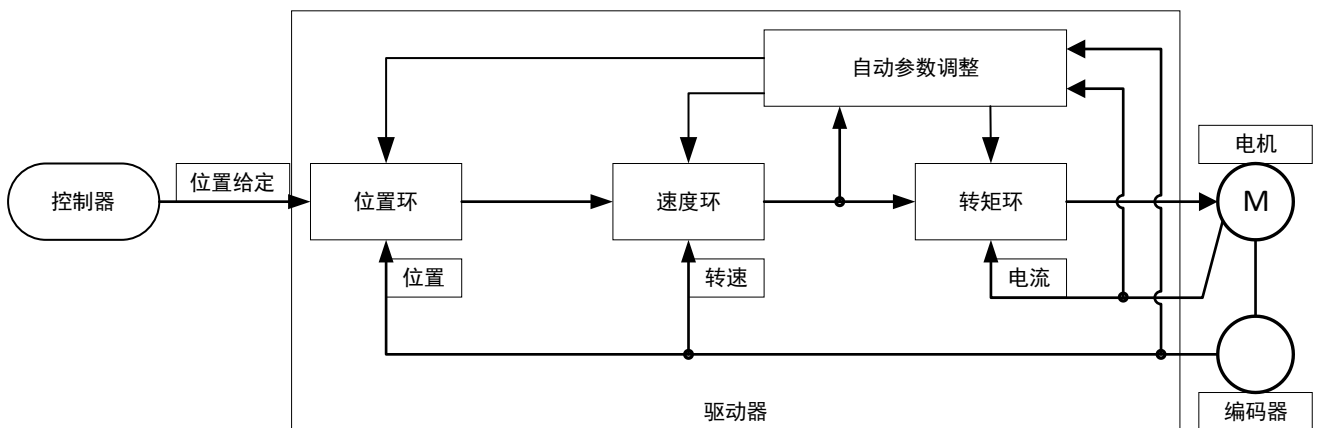 自动参数调整
电机
控制器
位置给定
位置环
速度环
转矩环
M
位置
转速
电流
驱动器
编码器